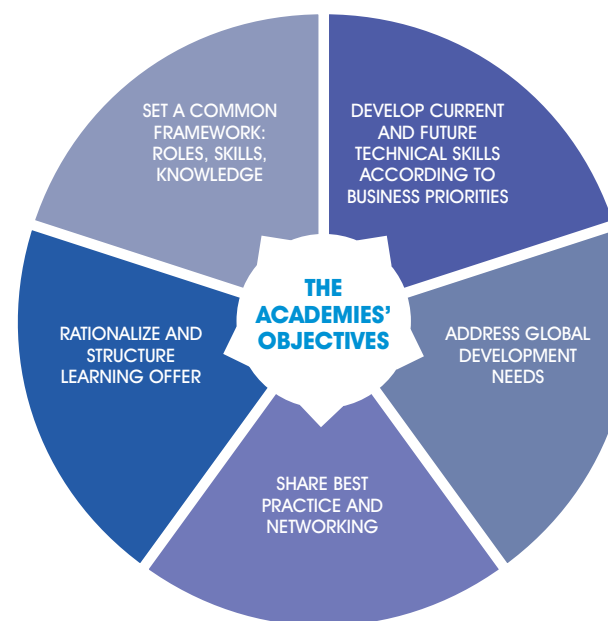 SET A COMMON
FRAMEWORK:
ROLES, SKILLS,
KNOWLEDGE
DEVELOP CURRENT
AND FUTURE
TECHNICAL SKILLS
ACCORDING TO
BUSINESS PRIORITIES
THE
ACADEMIES’
OBJECTIVES
RATIONALIZE AND
STRUCTURE
LEARNING OFFER
ADDRESS GLOBAL
DEVELOPMENT
NEEDS
SHARE BEST
PRACTICE AND
NETWORKING